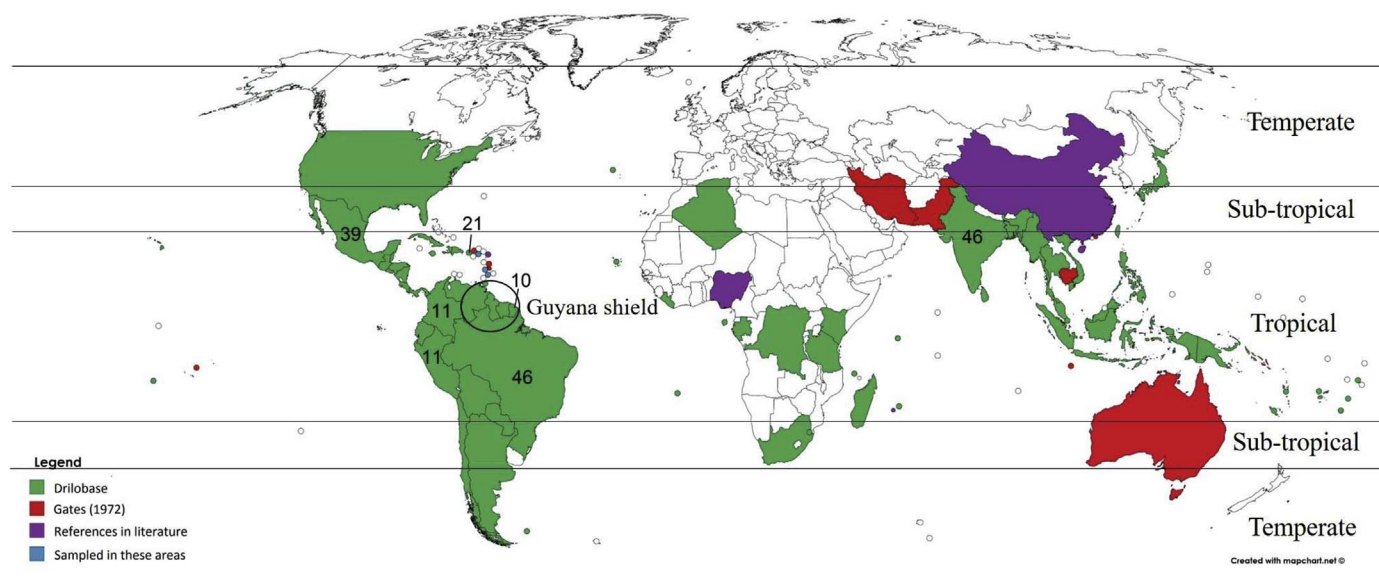 Temperate
Sub-tropical
39
21
46
10
Guyana shield
11
Tropical
11
46
Sub-tropical
Legend
Drilobase
Gates (1972)
References in literature
Temperate
Sampled in these areas
Created with mapchart.net ©